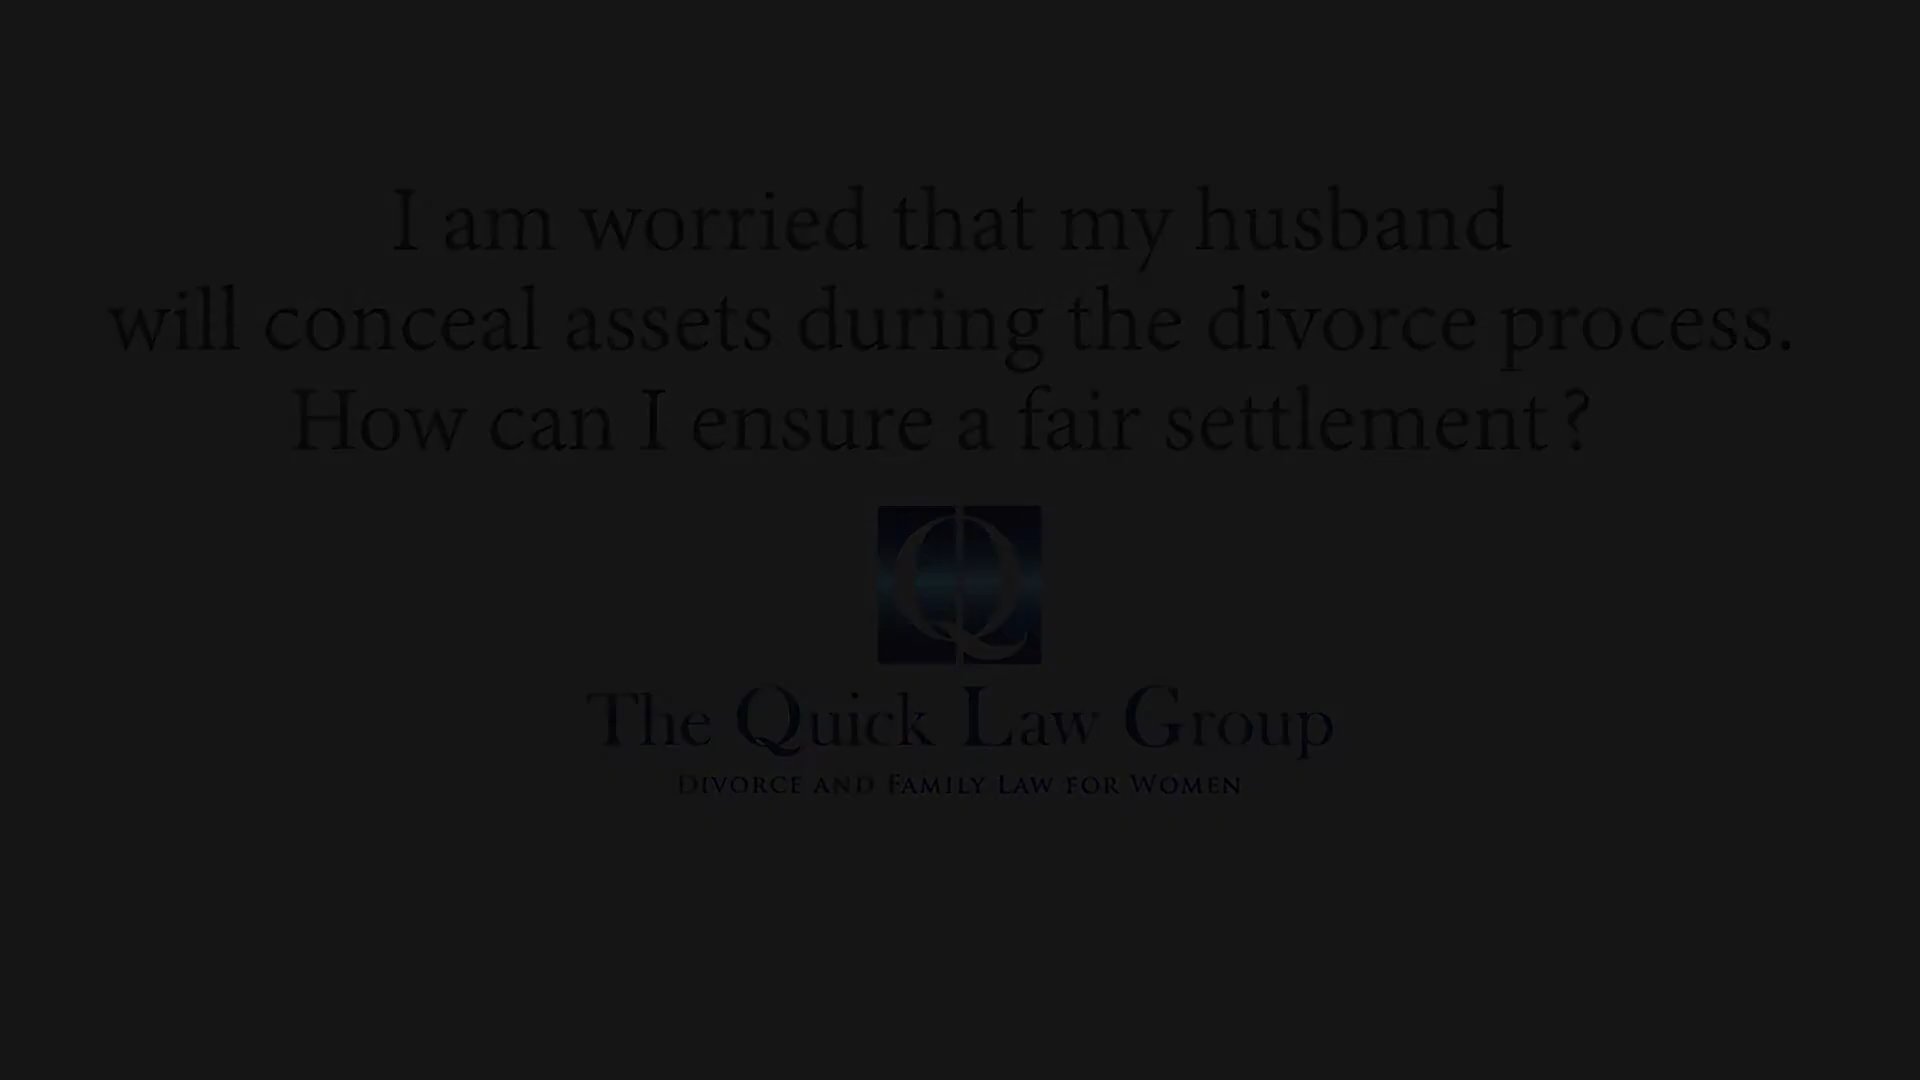 I am worried that my husband
will conceal assets during the divorce process.
How can I ensure a fair settlement?
Q
The Quick Law Group
Divorce and Family Law for Women